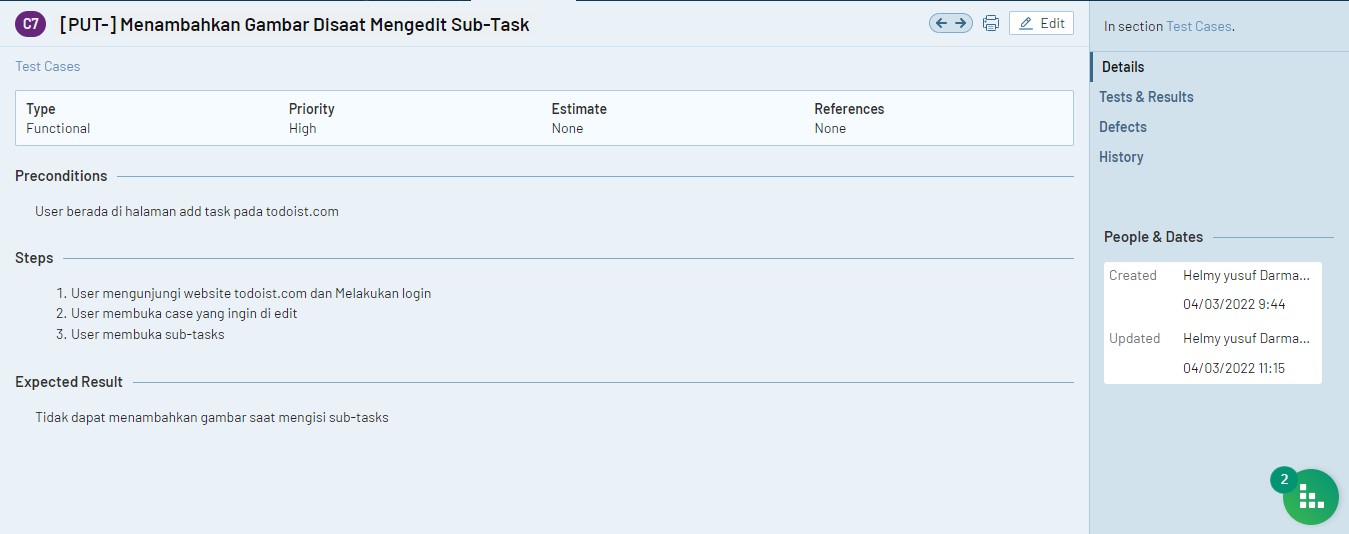 C7 [PUT-] Menambahkan Gambar DIsaat Mengedit Sub-Task
Edit
Test Cases
Type Priority Estimate References
Functional High None None
Preconditions
User berada di halaman add task pada todoist.com
Steps
1. User mengunjungi website todoist.com dan Melakukan login
2. User membuka case yang ingin di edit
3. User membuka sub-tasks
Expected Result
Tidak dapat menambahkan gambar saat mengisi sub-tasks
In section Test Cases.
Details
Tests & Results
Defects
History
People & Dates
Created Helmy yusuf Darma...
04/03/2022 9:44
Updated Helmy yusuf Darma...
04/03/2022 11:15
2